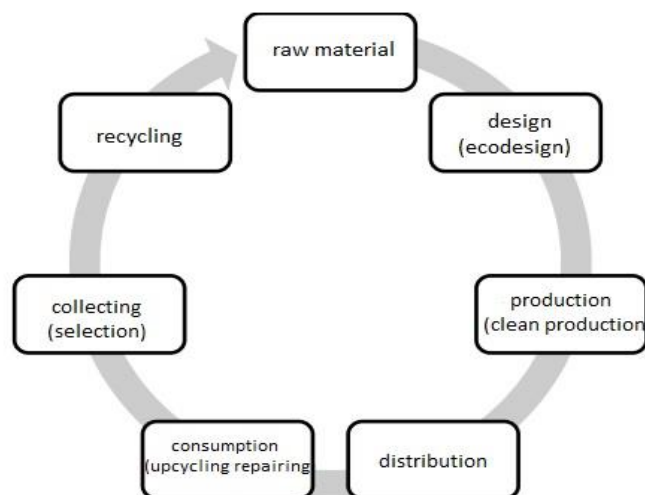 raw material
design
(ecodesign)
production
(clean production
distribution
consumption
(upcycling repairing
collecting
(selection)
recycling